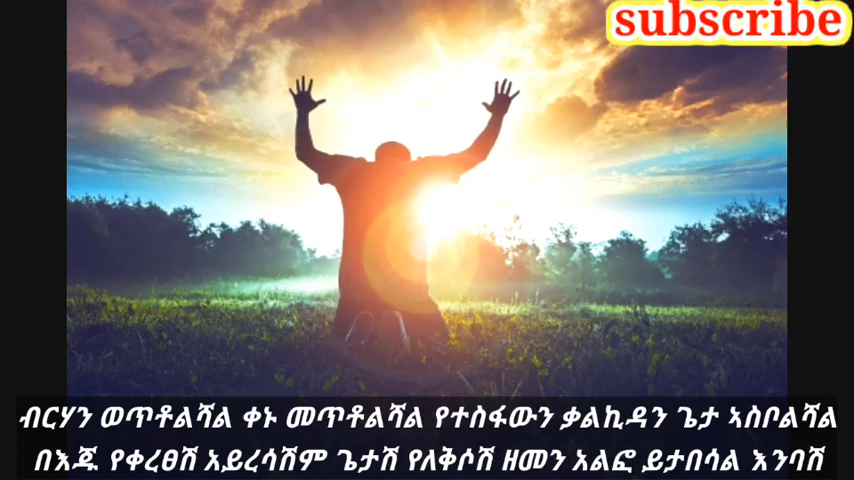 subscribe
ብርሃን ወጥቶልሻል ቀኑ መጥቶልሻል የተስፋውን ቃልኪዳን ጌታ ኣስቦልሻል
በእጁ የቀረፀሽ አይረሳሽም ጌታሽ የለቅሶሽ ዘመን አልፎ ይታበሳል እንባሽ